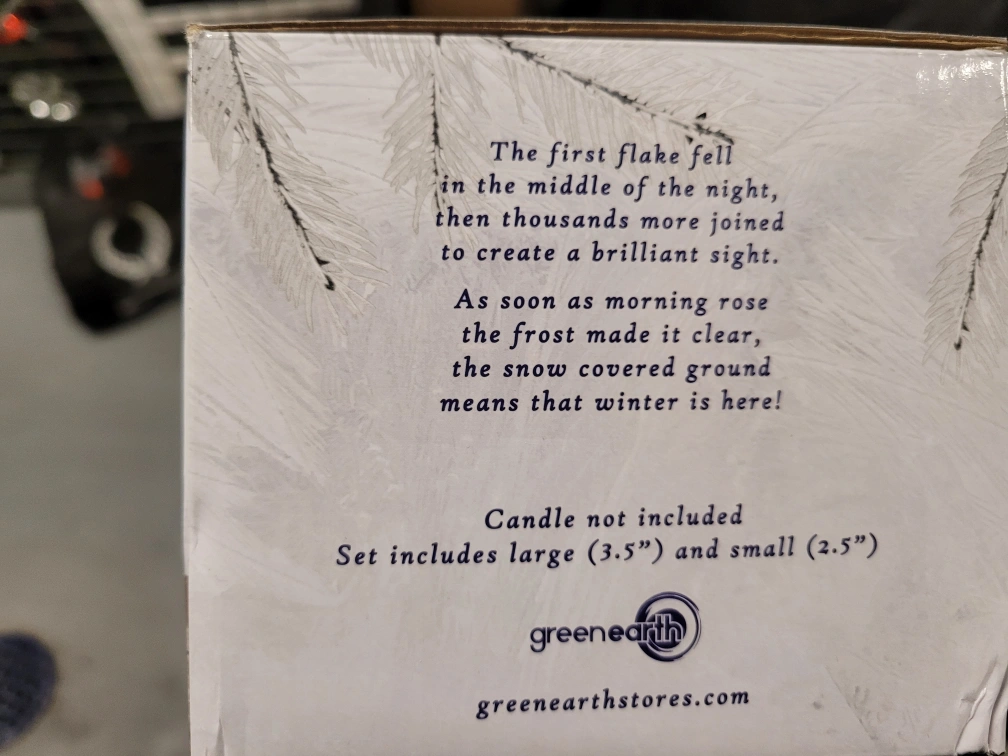 The first flake fell
in the middle of the night,
then thousands more joined
to create a brilliant sight.
As soon as morning rose
the frost made it clear,
the snow covered ground
means that winter is here!
Candle not included
Set includes large (3.5”) and small (2.5”)
greenearth
greenearthstores.com